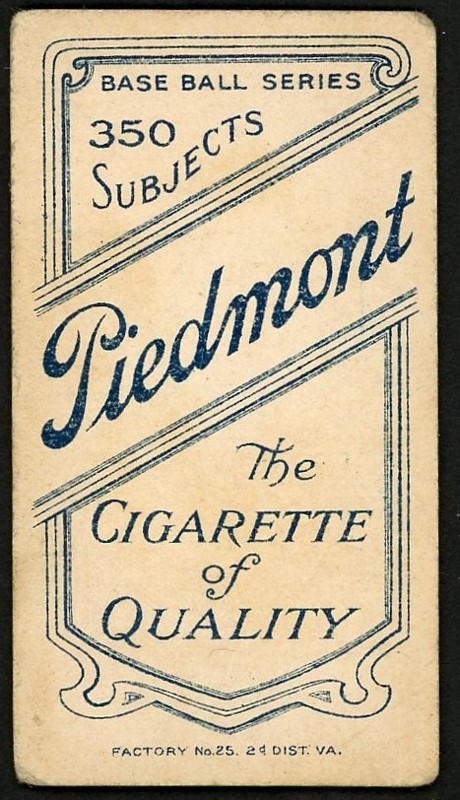 BASE BALL SERIES
350
SUBJECTS
Piedmont
The
CIGARETTE
of
QUALITY
FACTORY No.25. 2d DIST. VA.